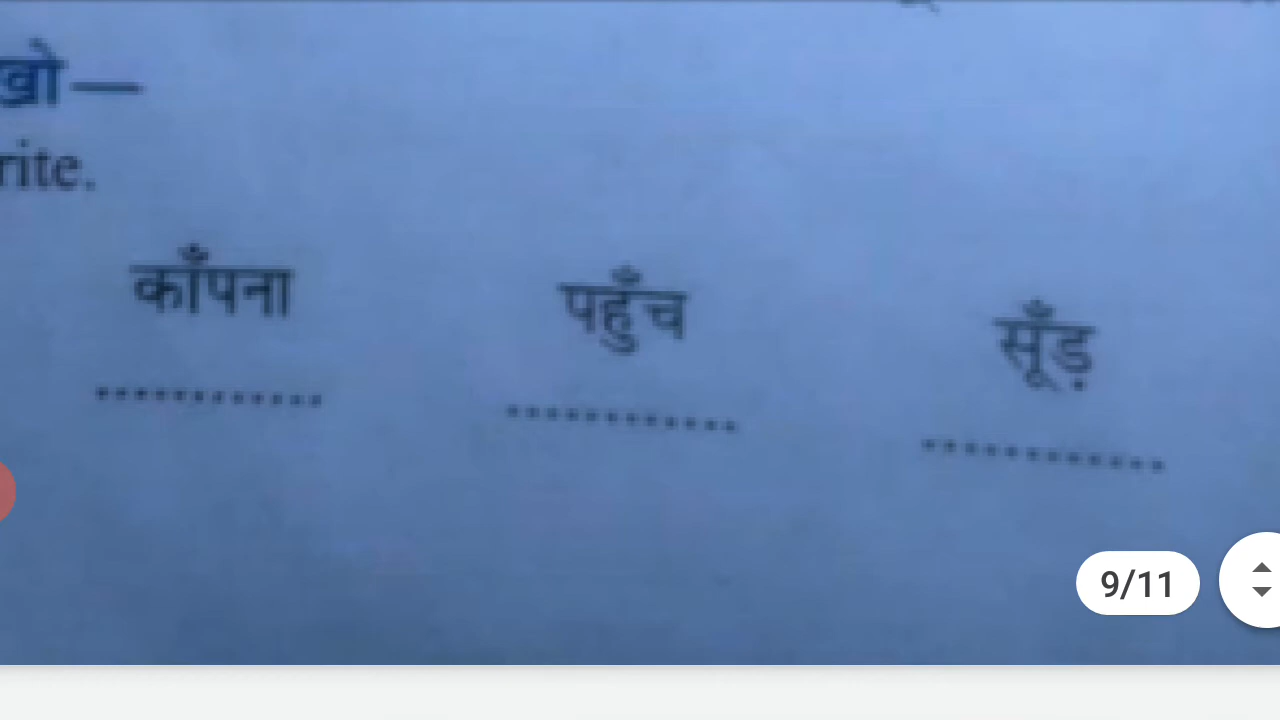 खो —
rite.
काँपना पहुँच सूँड़
............ ............ ............
9/11